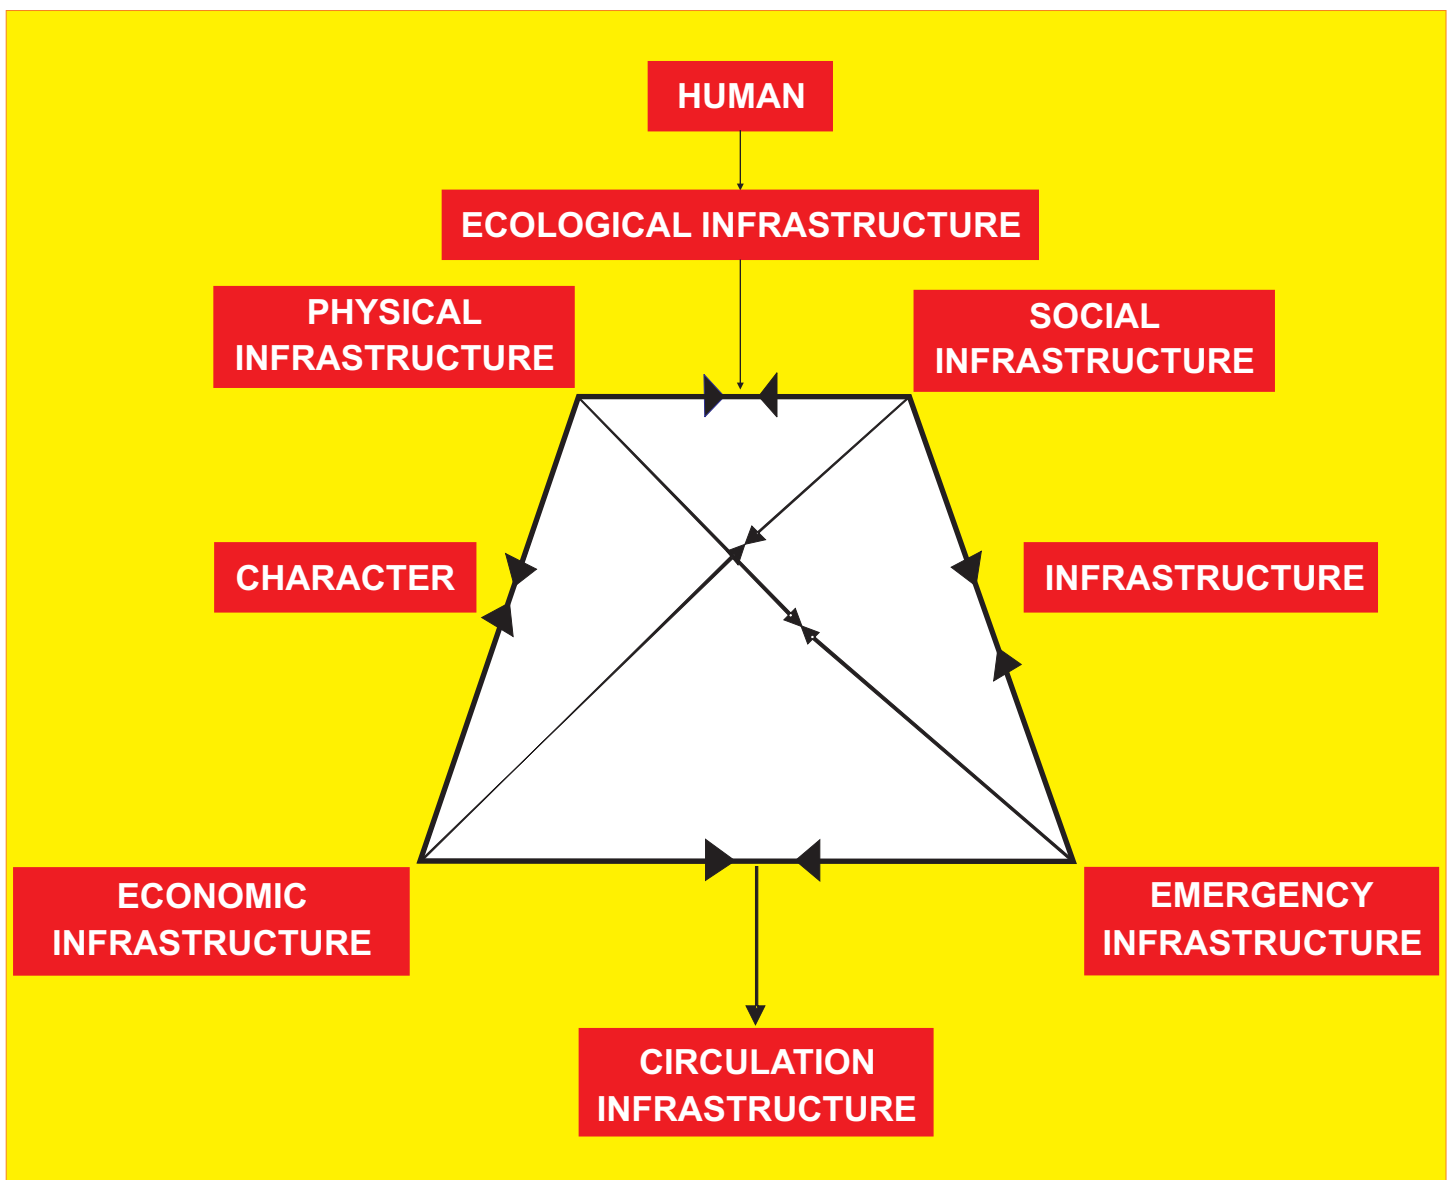 HUMAN
ECOLOGICAL INFRASTRUCTURE
PHYSICAL
INFRASTRUCTURE
SOCIAL
INFRASTRUCTURE
CHARACTER
INFRASTRUCTURE
ECONOMIC
INFRASTRUCTURE
EMERGENCY
INFRASTRUCTURE
CIRCULATION
INFRASTRUCTURE